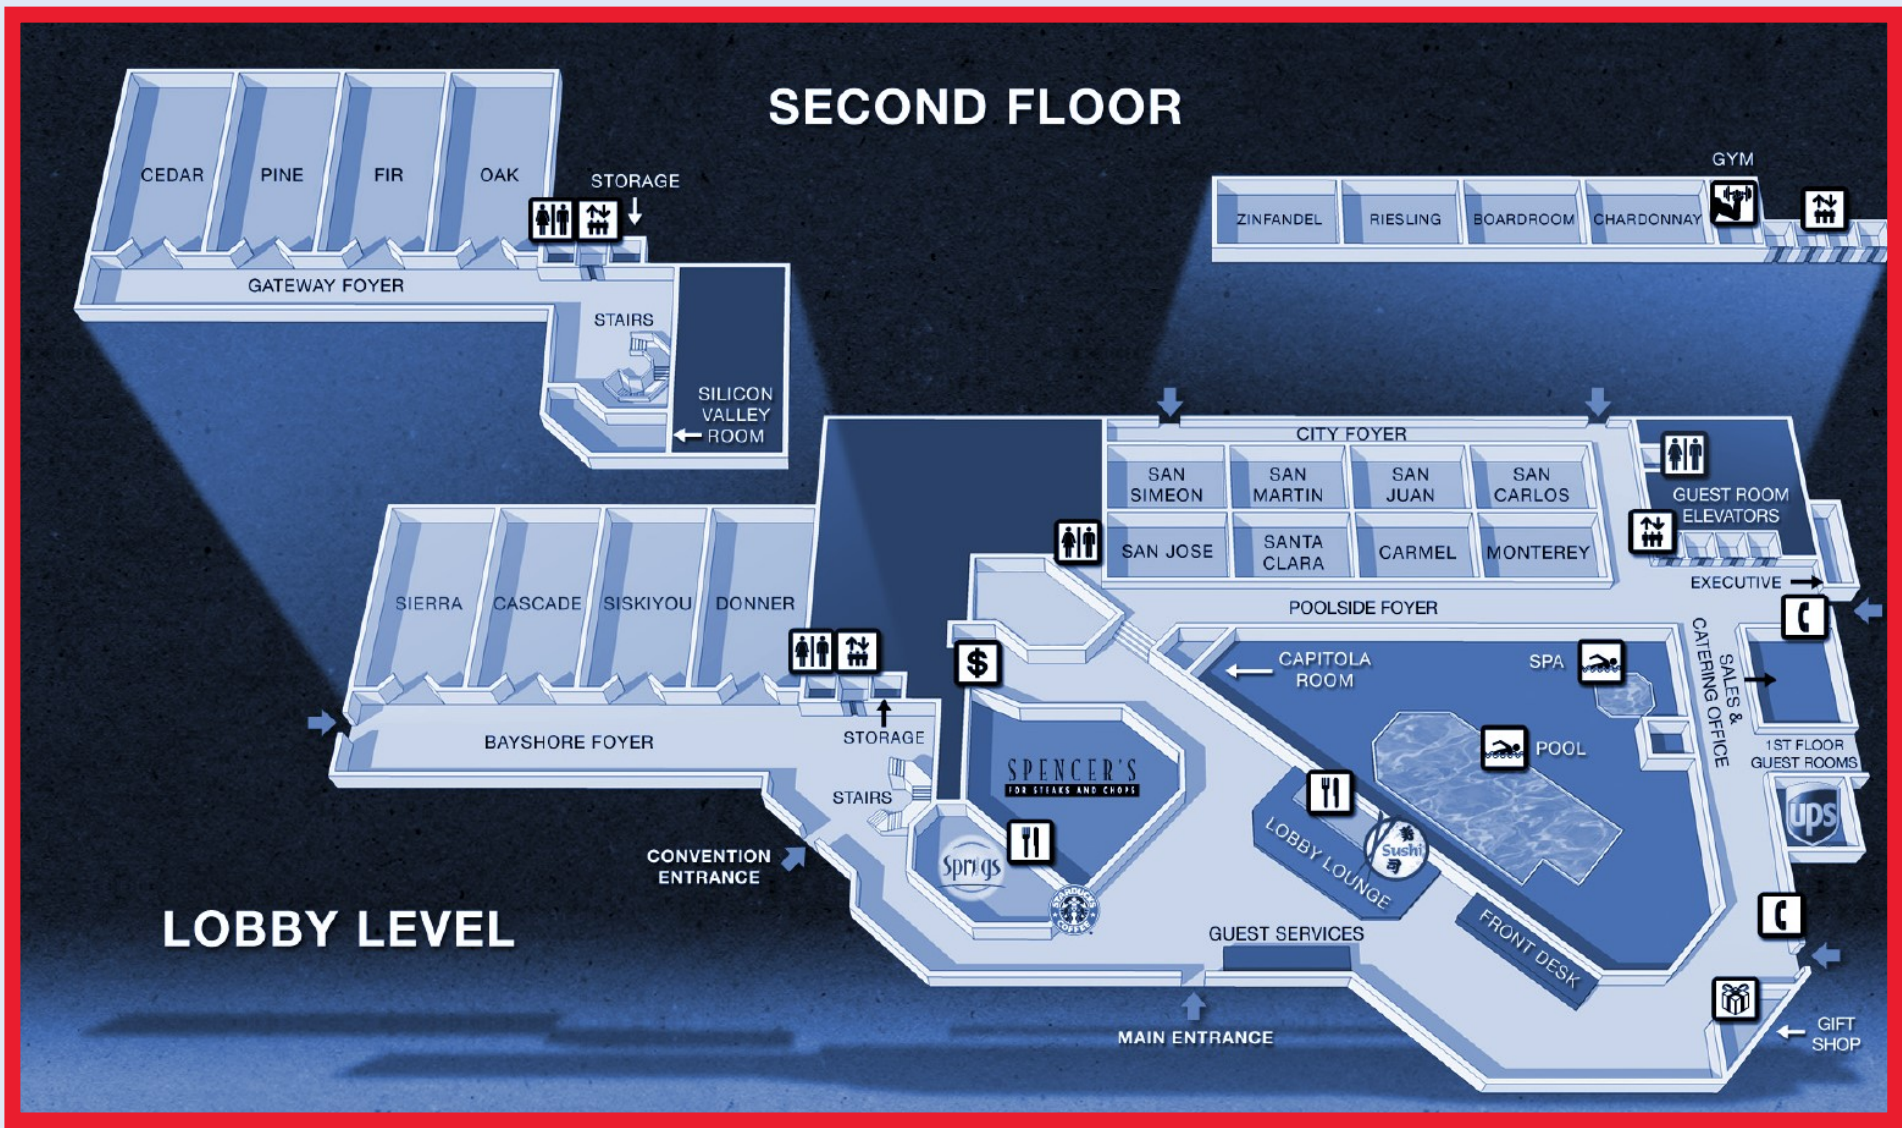 SECOND FLOOR
CEDAR
PINE
FIR
OAK
STORAGE
GATEWAY FOYER
STAIRS
SILICON
VALLEY
ROOM
GYM
ZINFANDEL
RIESLING
BOARDROOM
CHARDONNAY
CITY FOYER
SAN
SIMEON
SAN
MARTIN
SAN
JUAN
SAN
CARLOS
SAN JOSE
SANTA
CLARA
CARMEL
MONTEREY
GUEST ROOM
ELEVATORS
EXECUTIVE
POOLSIDE FOYER
SIERRA
CASCADE
SISKIYOU
DONNER
$
CAPITOLA
ROOM
SPA
POOL
SALES &
CATERING OFFICE
1ST FLOOR
GUEST ROOMS
ups
BAYSHORE FOYER
STORAGE
STAIRS
SPENCER'S
FOR STEAKS AND CHOPS
Sprigs
STARBUCKS
COFFEE
LOBBY LOUNGE
Sushi
司
FRONT DESK
GUEST SERVICES
CONVENTION
ENTRANCE
LOBBY LEVEL
MAIN ENTRANCE
GIFT
SHOP